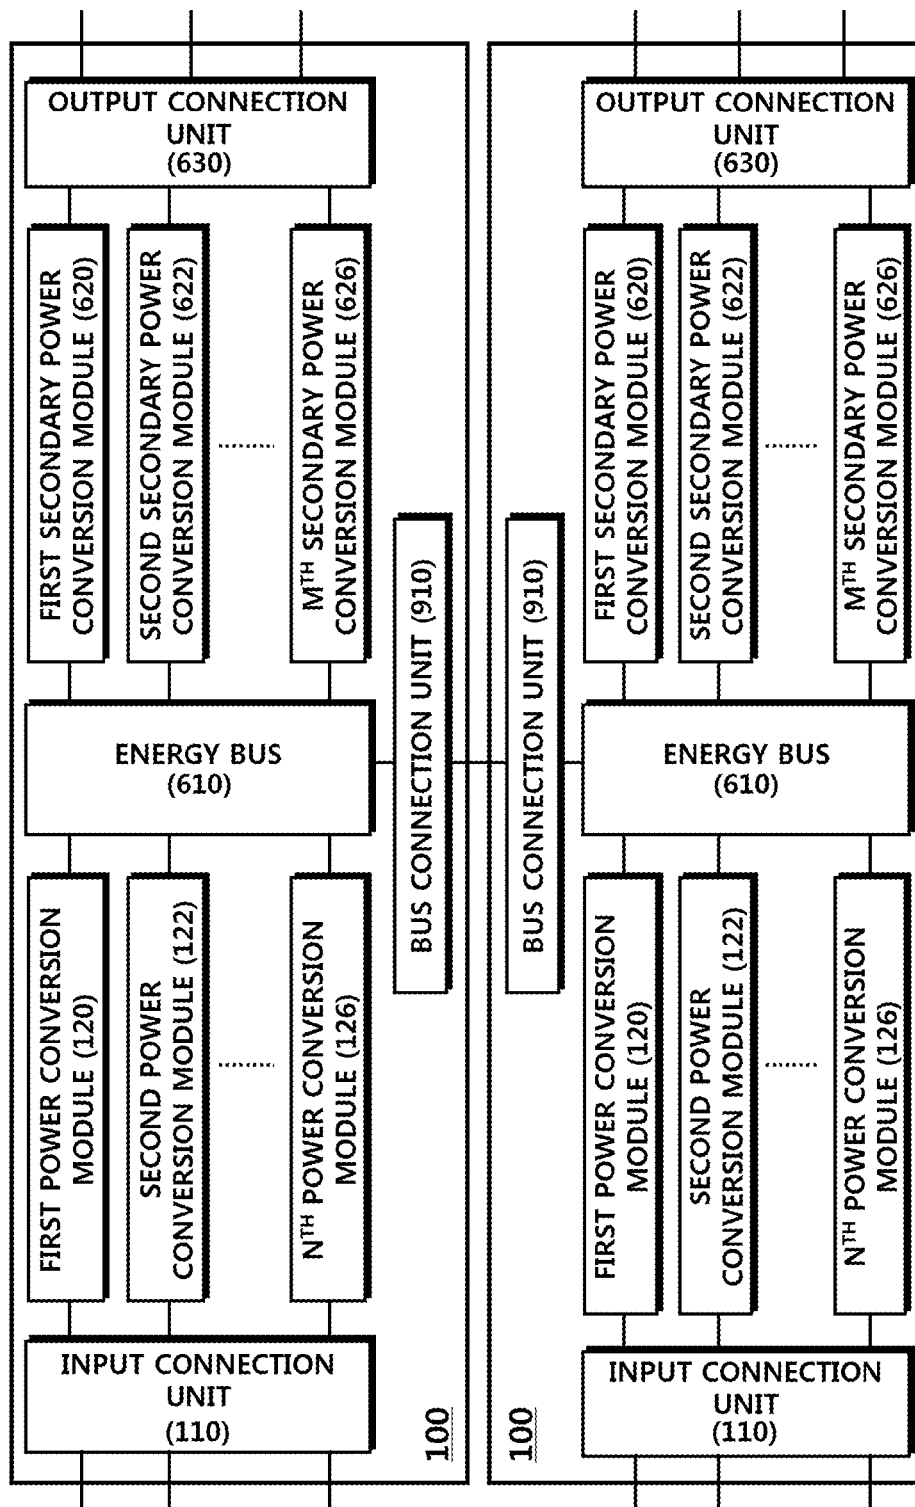 OUTPUT CONNECTION
UNIT
(630)
FIRST SECONDARY POWER
CONVERSION MODULE (620)
SECOND SECONDARY POWER
CONVERSION MODULE (622)
MTH SECONDARY POWER
CONVERSION MODULE (626)
ENERGY BUS
(610)
BUS CONNECTION UNIT (910)
FIRST POWER CONVERSION
MODULE (120)
SECOND POWER
CONVERSION MODULE (122)
NTH POWER CONVERSION
MODULE (126)
INPUT CONNECTION
UNIT
(110)
100
OUTPUT CONNECTION
UNIT
(630)
FIRST SECONDARY POWER
CONVERSION MODULE (620)
SECOND SECONDARY POWER
CONVERSION MODULE (622)
MTH SECONDARY POWER
CONVERSION MODULE (626)
BUS CONNECTION UNIT (910)
ENERGY BUS
(610)
FIRST POWER CONVERSION
MODULE (120)
SECOND POWER
CONVERSION MODULE (122)
NTH POWER CONVERSION
MODULE (126)
INPUT CONNECTION
UNIT
(110)
100